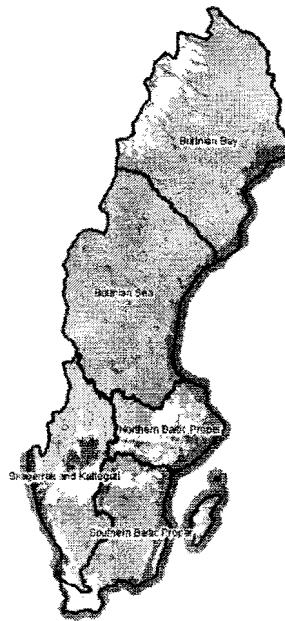 Bothnian Bay
Bothnian Sea
Northern Baltic Proper
Skagerrak and Kattegatt
Southern Baltic Proper